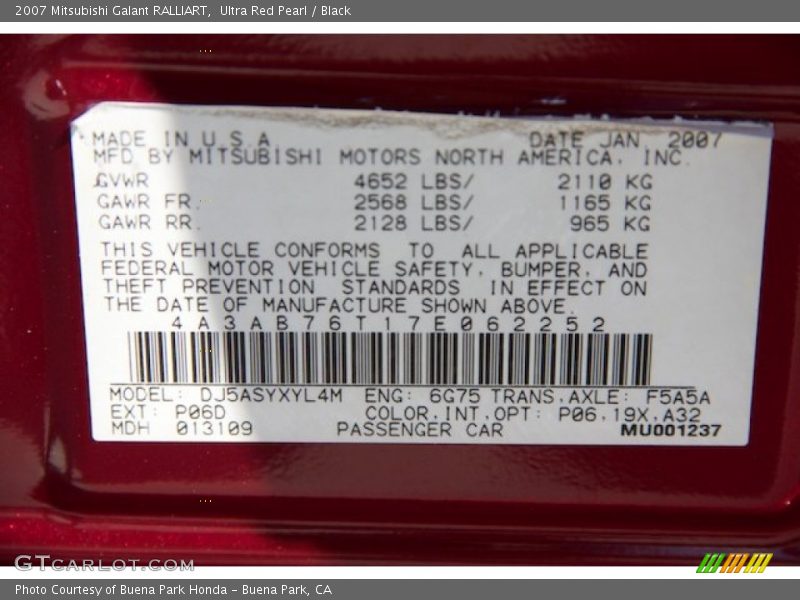 2007 Mitsubishi Galant RALLIART, Ultra Red Pearl / Black
MADE IN U.S.A. DATE JAN 2007
MFD BY MITSUBISHI MOTORS NORTH AMERICA, INC.
GVWR 4652 LBS/ 2110 KG
GAWR FR. 2568 LBS/ 1165 KG
GAWR RR. 2128 LBS/ 965 KG
THIS VEHICLE CONFORMS TO ALL APPLICABLE
FEDERAL MOTOR VEHICLE SAFETY, BUMPER, AND
THEFT PREVENTION STANDARDS IN EFFECT ON
THE DATE OF MANUFACTURE SHOWN ABOVE.
4A3AB76T17E062252
MODEL: DJ5ASYXYL4M ENG: 6G75 TRANS.AXLE: F5A5A
EXT: P06D COLOR.INT.OPT: P06.19X.A32
MDH 013109 PASSENGER CAR MU001237
GTCARLOT.COM
Photo Courtesy of Buena Park Honda - Buena Park, CA